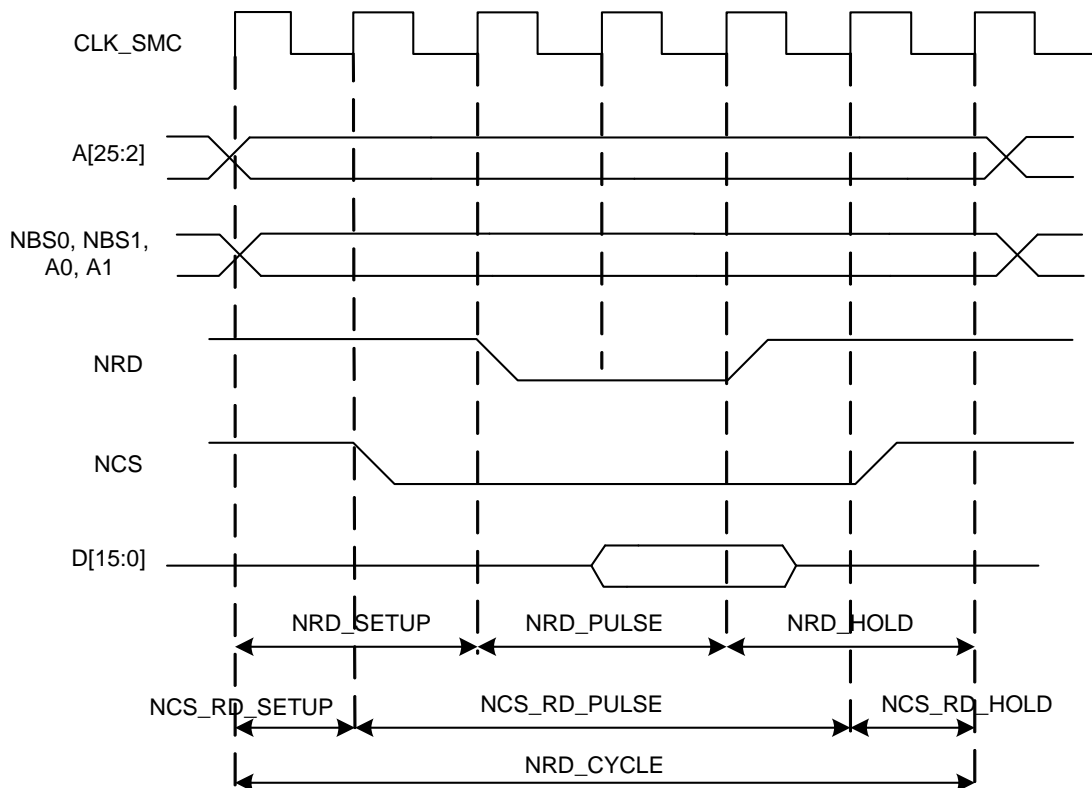 CLK_SMC
A[25:2]
NBS0, NBS1,
A0, A1
NRD
NCS
D[15:0]
NRD_SETUP
NRD_PULSE
NRD_HOLD
NCS_RD_SETUP
NCS_RD_PULSE
NCS_RD_HOLD
NRD_CYCLE